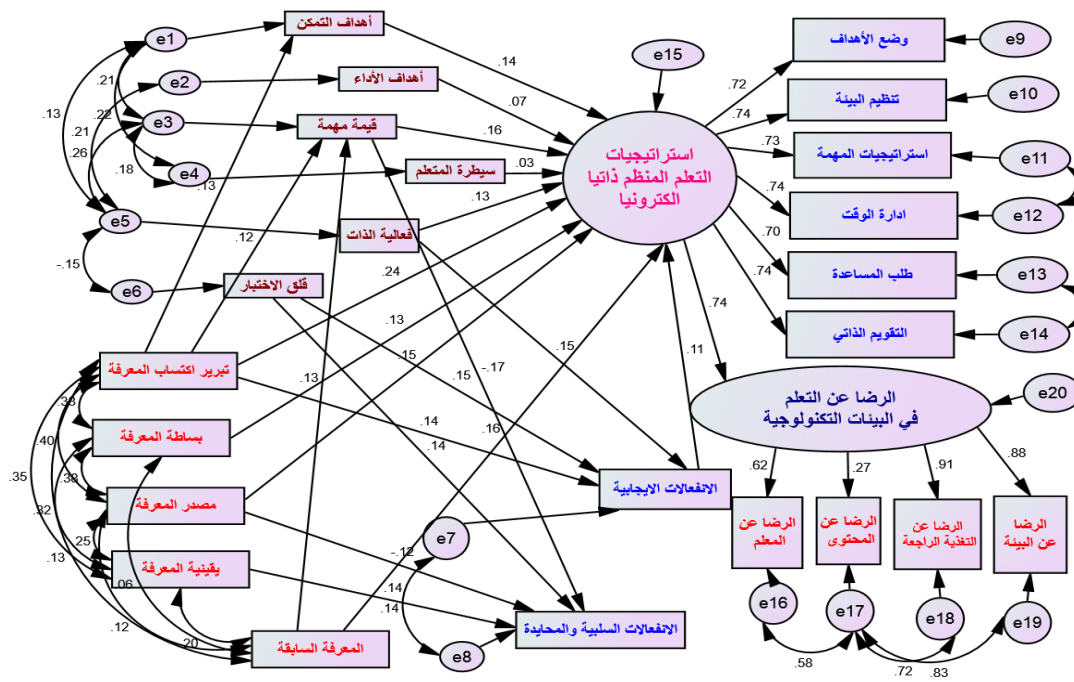 e1
أهداف التمكن
e15
وضع الأهداف
e9
.14
.72
.21
e2
أهداف الأداء
.07
تنظيم البيئة
e10
.13
.22
.74
.21
e3
قيمة مهمة
.16
استراتيجيات
التعلم المنظم ذاتيا
الكترونيا
.73
استراتيجيات المهمة
e11
.26
.18
e4
.13
سيطرة المتعلم
.03
.74
ادارة الوقت
e12
e5
فعالية الذات
.13
.12
.70
طلب المساعدة
e13
-.15
e6
قلق الاختبار
.24
.74
.74
التقويم الذاتي
e14
.13
.15
.13
.15
-.17
.15
.11
تبرير اكتساب المعرفة
الرضا عن التعلم
في البيئات التكنولوجية
e20
.38
.14
.14
.16
بساطة المعرفة
.40
.38
.35
.62
.27
.91
.88
مصدر المعرفة
الانفعالات الايجابية
الرضا عن
المعلم
الرضا عن
المحتوى
الرضا عن
التغذية الراجعة
الرضا
عن البيئة
.32
.25
e7
-.12
.13
يقينية المعرفة
.06
.14
.14
e16
e17
e18
e19
.12
.20
المعرفة السابقة
e8
الانفعالات السلبية والمحايدة
.58
.72
.83